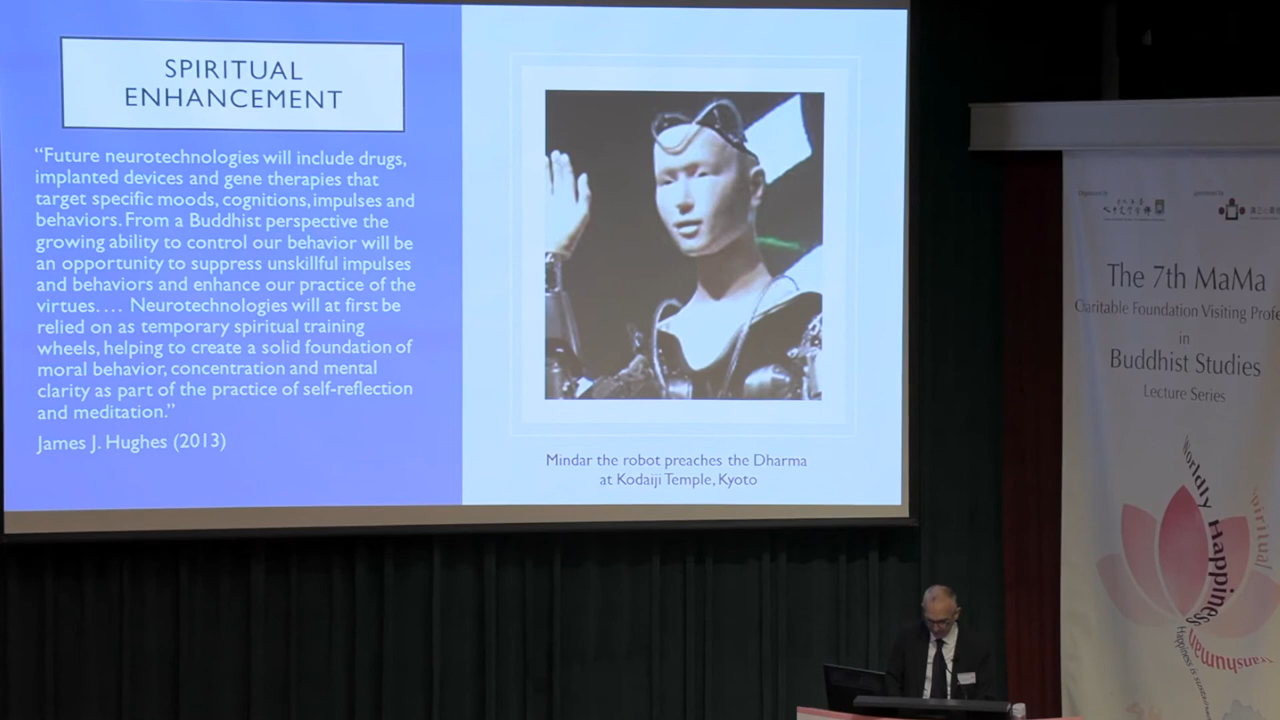 SPIRITUAL
ENHANCEMENT
“Future neurotechnologies will include drugs,
implanted devices and gene therapies that
target specific moods, cognitions, impulses and
behaviors. From a Buddhist perspective the
growing ability to control our behavior will be
an opportunity to suppress unskillful impulses
and behaviors and enhance our practice of the
virtues.… Neurotechnologies will at first be
relied on as temporary spiritual training
wheels, helping to create a solid foundation of
moral behavior, concentration and mental
clarity as part of the practice of self-reflection
and meditation.”
James J. Hughes (2013)
Mindar the robot preaches the Dharma
at Kodaiji Temple, Kyoto
The 7th MaMa
Charitable Foundation Visiting Profe
in
Buddhist Studies
Lecture Series
Worldly Happiness
Spiritual
Transhuman
Happiness is